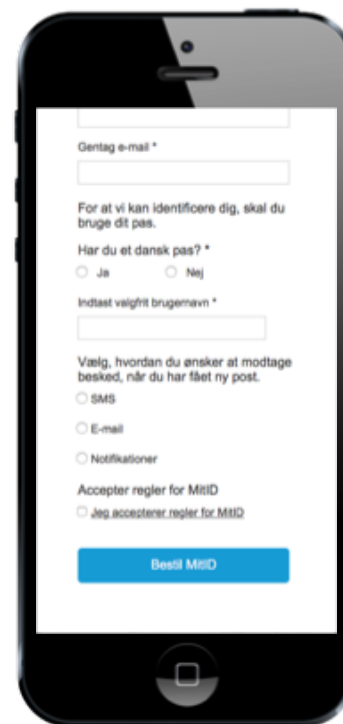 Gentag e-mail *
For at vi kan identificere dig, skal du
bruge dit pas.
Har du et dansk pas? *
Ja Nej
Indtast valgfrit brugernavn *
Vælg, hvordan du ønsker at modtage
besked, når du har fået ny post.
SMS
E-mail
Notifikationer
Accepter regler for MitID
Jeg accepterer regler for MitID
Bestil MitID